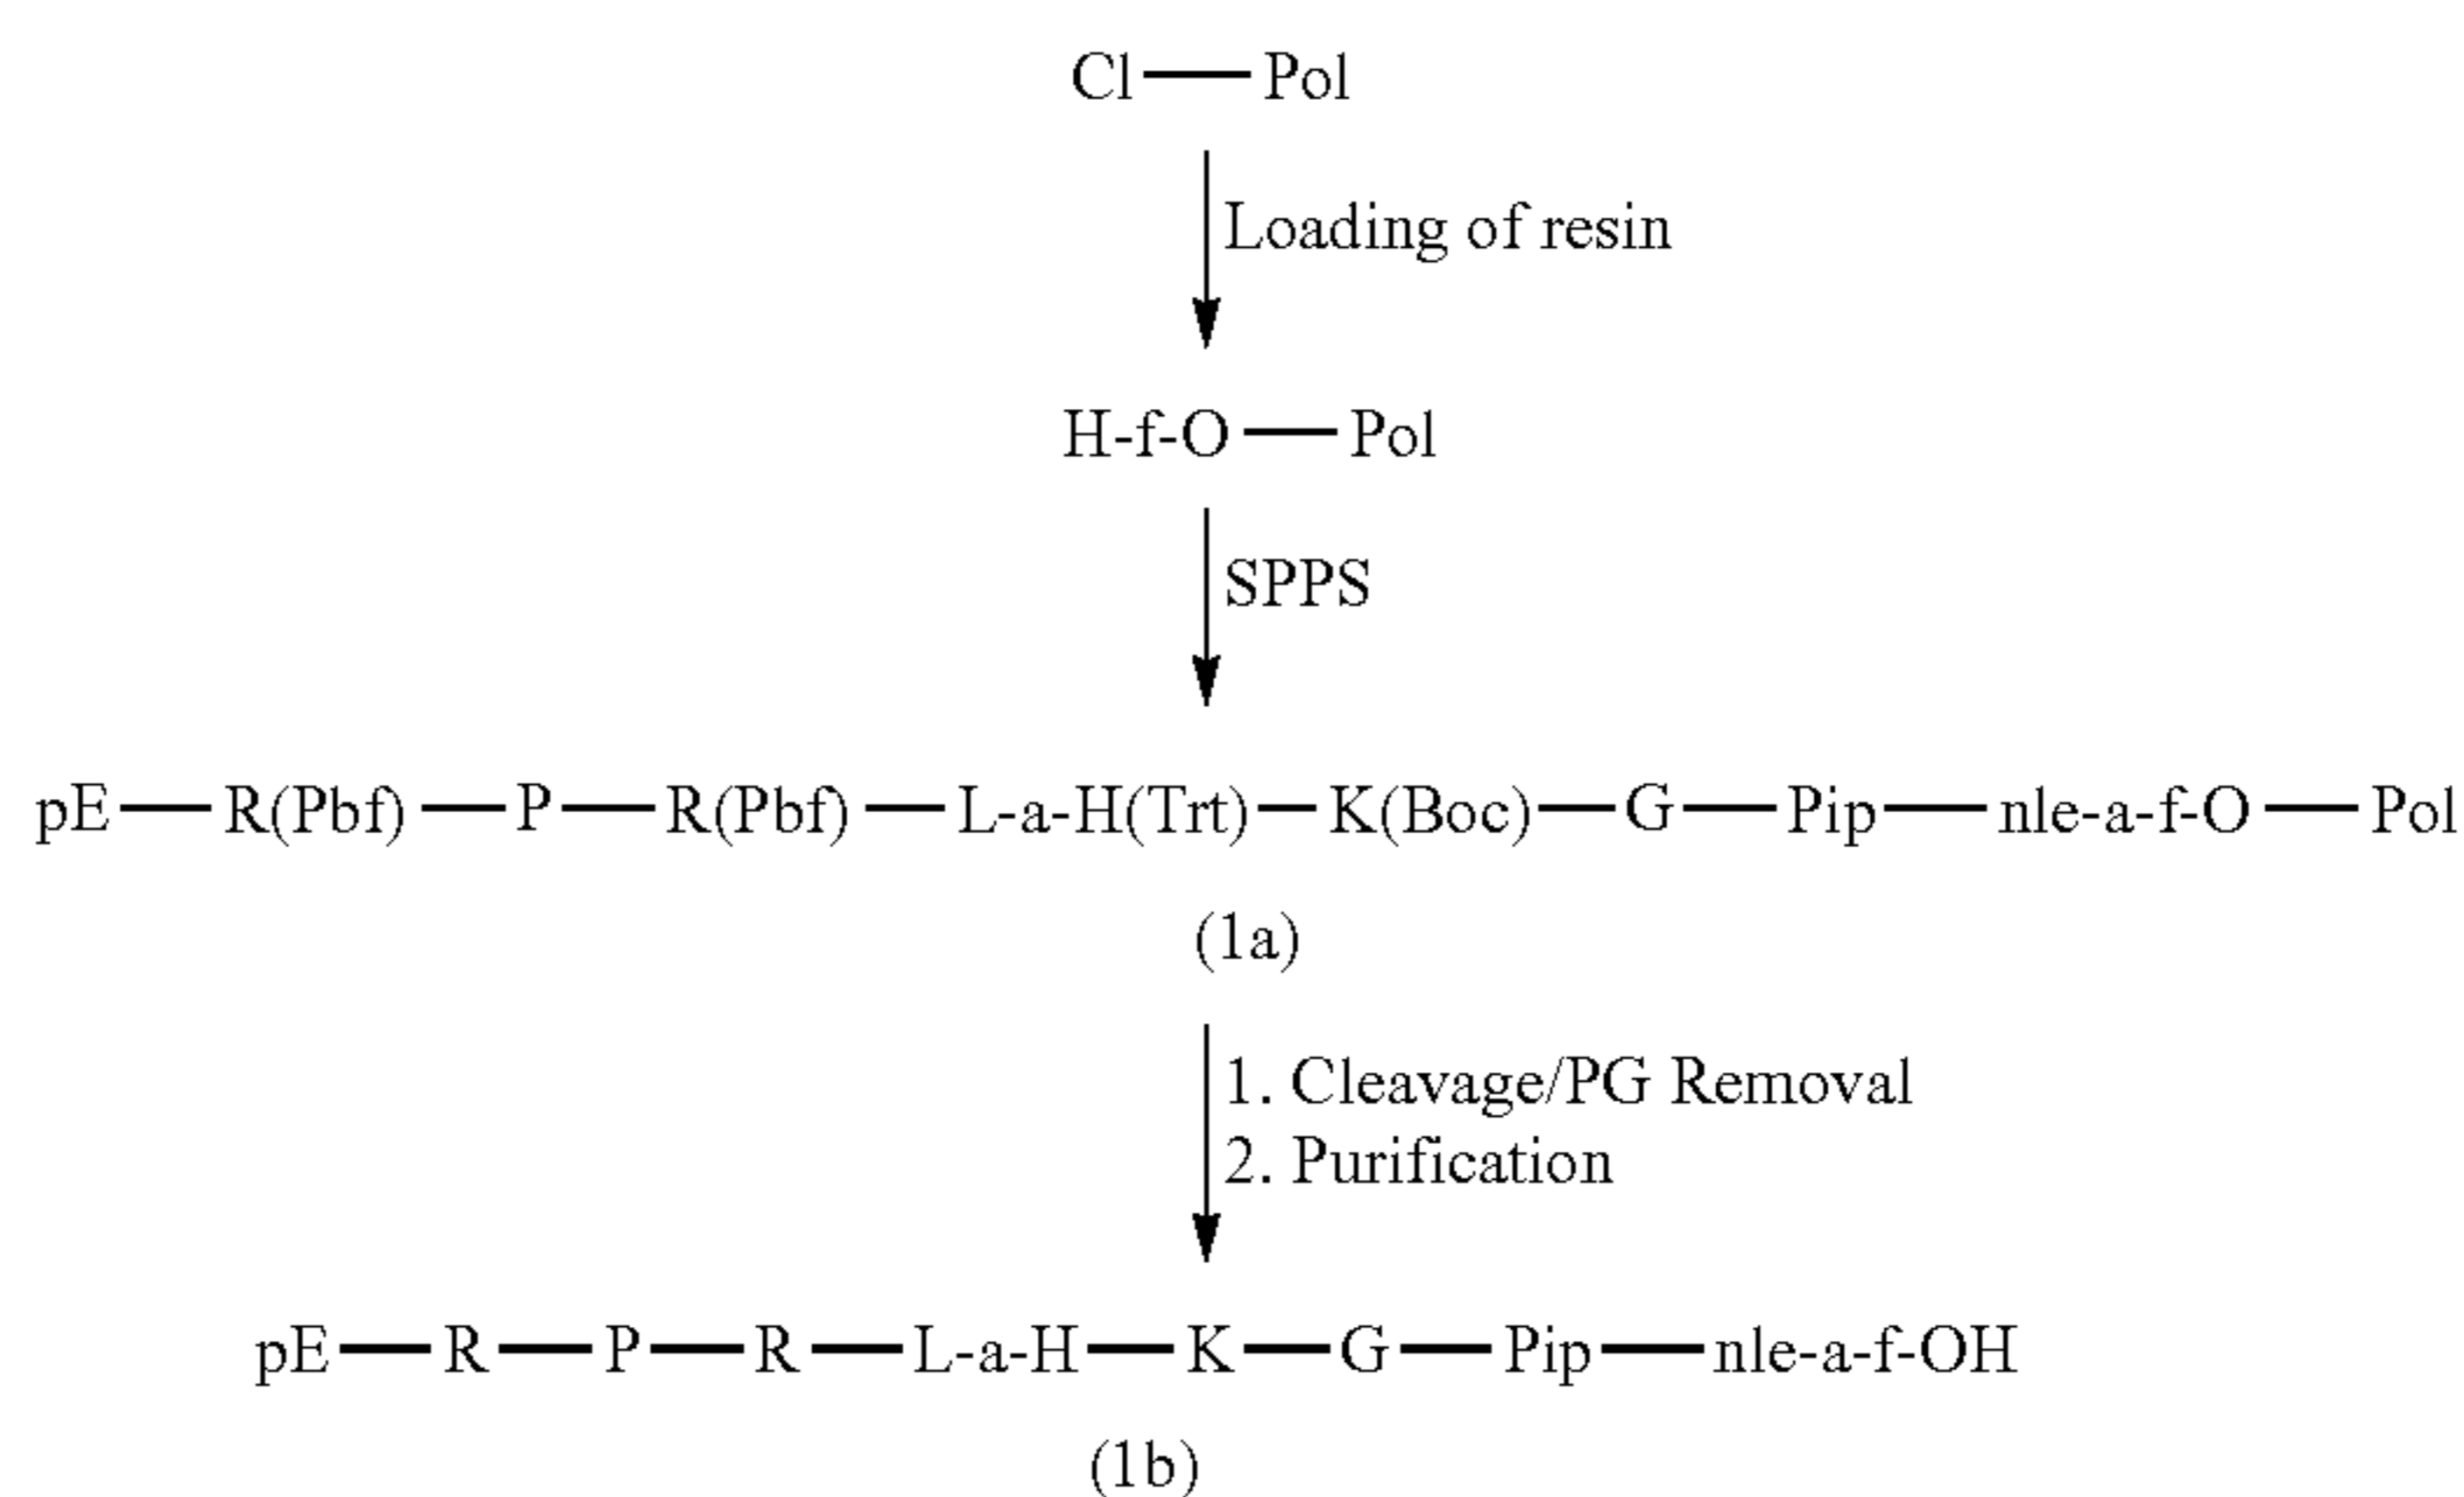 Cl—Pol
Loading of resin
H-f-O—Pol
SPPS
pE—R(Pbf)—P—R(Pbf)—L-a-H(Trt)—K(Boc)—G—Pip—nle-a-f-O—Pol
(1a)
1. Cleavage/PG Removal
2. Purification
pE—R—P—R—L-a-H—K—G—Pip—nle-a-f-OH
(1b)